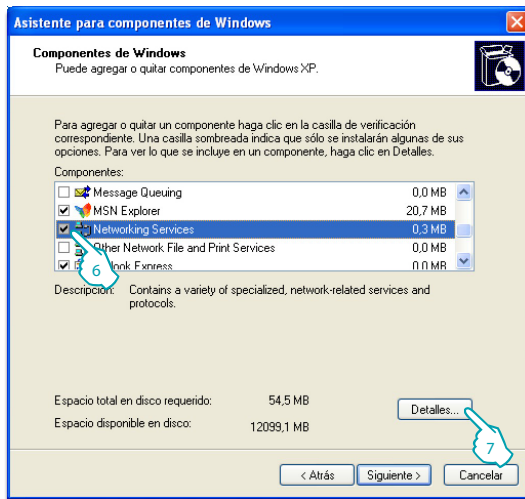 Asistente para componentes de Windows
Componentes de Windows
Puede agregar o quitar componentes de Windows XP.
Para agregar o quitar un componente haga clic en la casilla de verificación
correspondiente. Una casilla sombreada indica que sólo se instalarán algunas de sus
opciones. Para ver lo que se incluye en un componente, haga clic en Detalles.
Componentes:
Message Queuing 0,0 MB
MSN Explorer 20,7 MB
Networking Services 0,3 MB
Other Network File and Print Services 0,0 MB
Express 0,0 MB
6
Descripción: Contains a variety of specialized, network-related services and
protocols.
Espacio total en disco requerido: 54,5 MB
Espacio disponible en disco: 12099,1 MB
Detalles...
7
< Atrás Siguiente > Cancelar